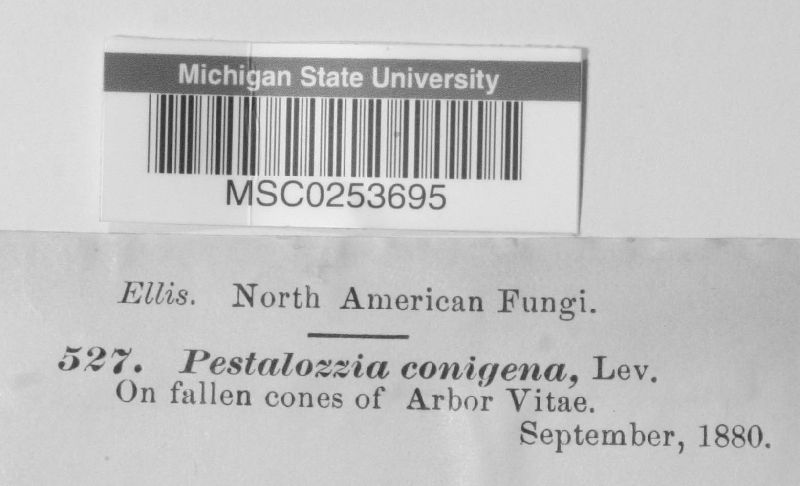 Michigan State University
MSC0253695
Ellis. North American Fungi.
527. Pestalozzia conigena, Lev.
On fallen cones of Arbor Vitae.
September, 1880.